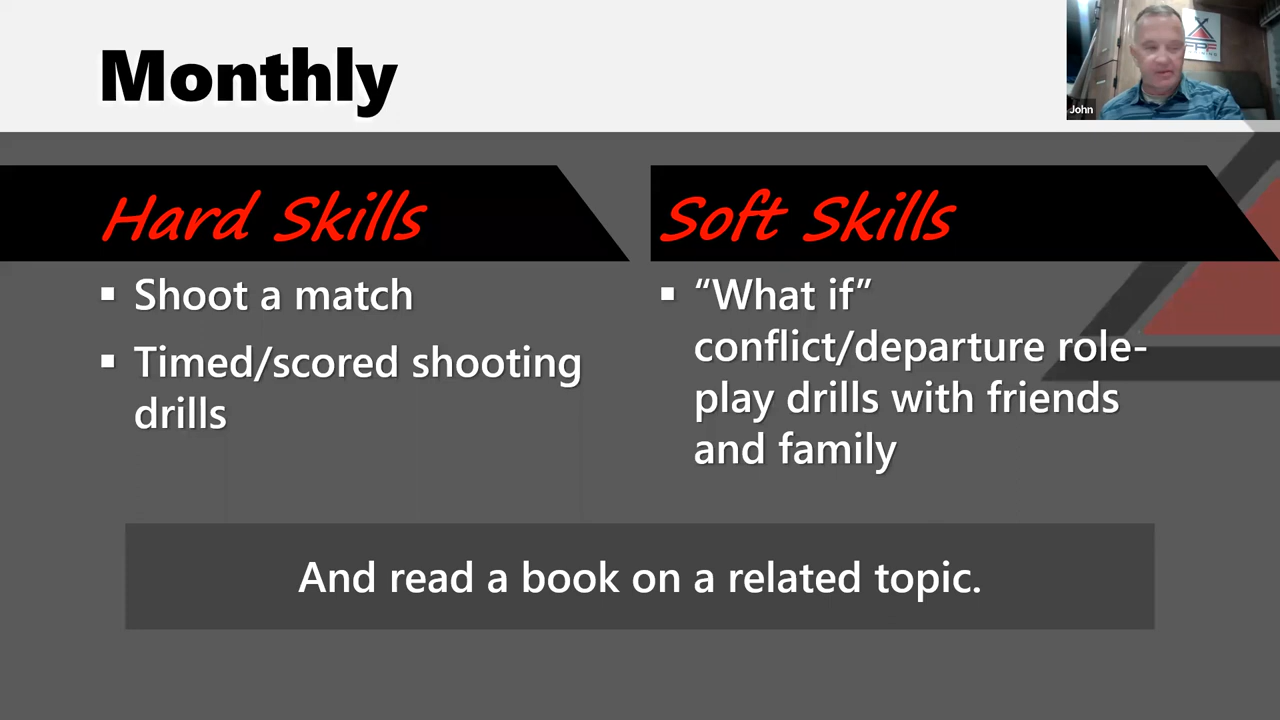 Monthly
John
FPF
Hard Skills
Soft Skills
Shoot a match
Timed/scored shooting
drills
“What if”
conflict/departure role-
play drills with friends
and family
And read a book on a related topic.